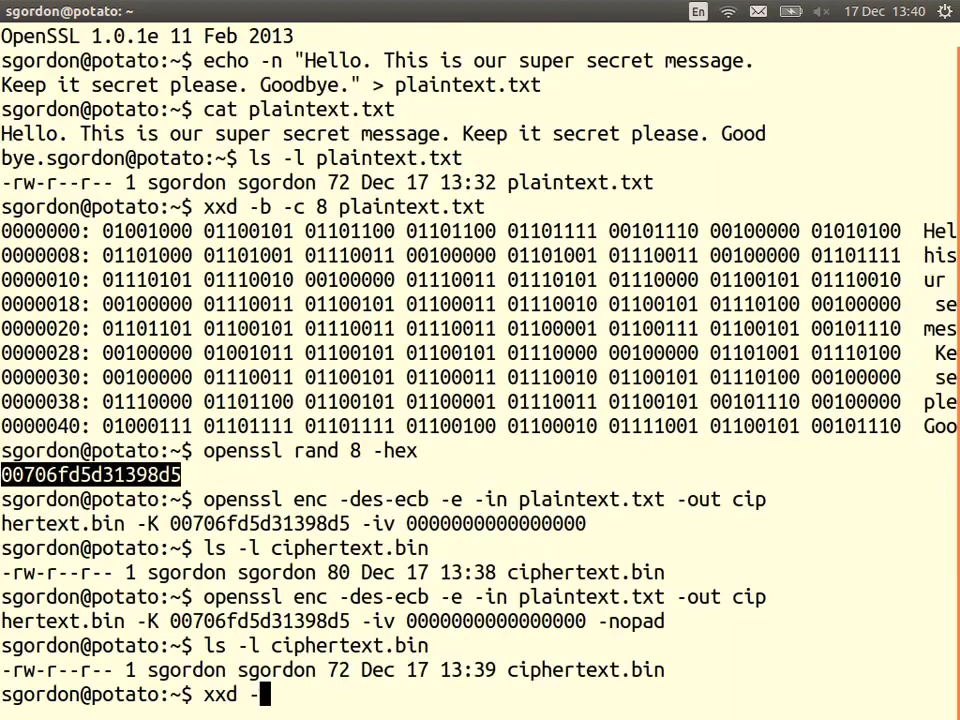 sgordon@potato: ~ En 17 Dec 13:40
OpenSSL 1.0.1e 11 Feb 2013
sgordon@potato:~$ echo -n "Hello. This is our super secret message.
Keep it secret please. Goodbye." > plaintext.txt
sgordon@potato:~$ cat plaintext.txt
Hello. This is our super secret message. Keep it secret please. Good
bye.sgordon@potato:~$ ls -l plaintext.txt
-rw-r--r-- 1 sgordon sgordon 72 Dec 17 13:32 plaintext.txt
sgordon@potato:~$ xxd -b -c 8 plaintext.txt
0000000: 01001000 01100101 01101100 01101100 01101111 00101110 00100000 01010100 Hel
0000008: 01101000 01101001 01110011 00100000 01101111 01110011 00100000 01101111 his
0000010: 01110101 01110010 00100000 01110011 01110101 01110000 01100101 01110010 ur
0000018: 00100000 01110011 01100101 01100011 01110010 01100101 01110100 00100000 se
0000020: 01101101 01100101 01110011 01110011 01100001 01100111 01100101 00101110 mes
0000028: 00100000 01001011 01100101 01100101 01110000 00100000 01101001 01110100 Ke
0000030: 00100000 01110011 01100101 01100011 01110010 01100101 01110100 00100000 se
0000038: 01110000 01101100 01100101 01100001 01110011 01100101 00101110 00100000 ple
0000040: 01000111 01101111 01101111 01100100 01100010 01111001 01100101 00101110 Goo
sgordon@potato:~$ openssl rand 8 -hex
00706fd5d31398d5
sgordon@potato:~$ openssl enc -des-ecb -e -in plaintext.txt -out cip
hertext.bin -K 00706fd5d31398d5 -iv 0000000000000000
sgordon@potato:~$ ls -l ciphertext.bin
-rw-r--r-- 1 sgordon sgordon 80 Dec 17 13:38 ciphertext.bin
sgordon@potato:~$ openssl enc -des-ecb -e -in plaintext.txt -out cip
hertext.bin -K 00706fd5d31398d5 -iv 0000000000000000 -nopad
sgordon@potato:~$ ls -l ciphertext.bin
-rw-r--r-- 1 sgordon sgordon 72 Dec 17 13:39 ciphertext.bin
sgordon@potato:~$ xxd -